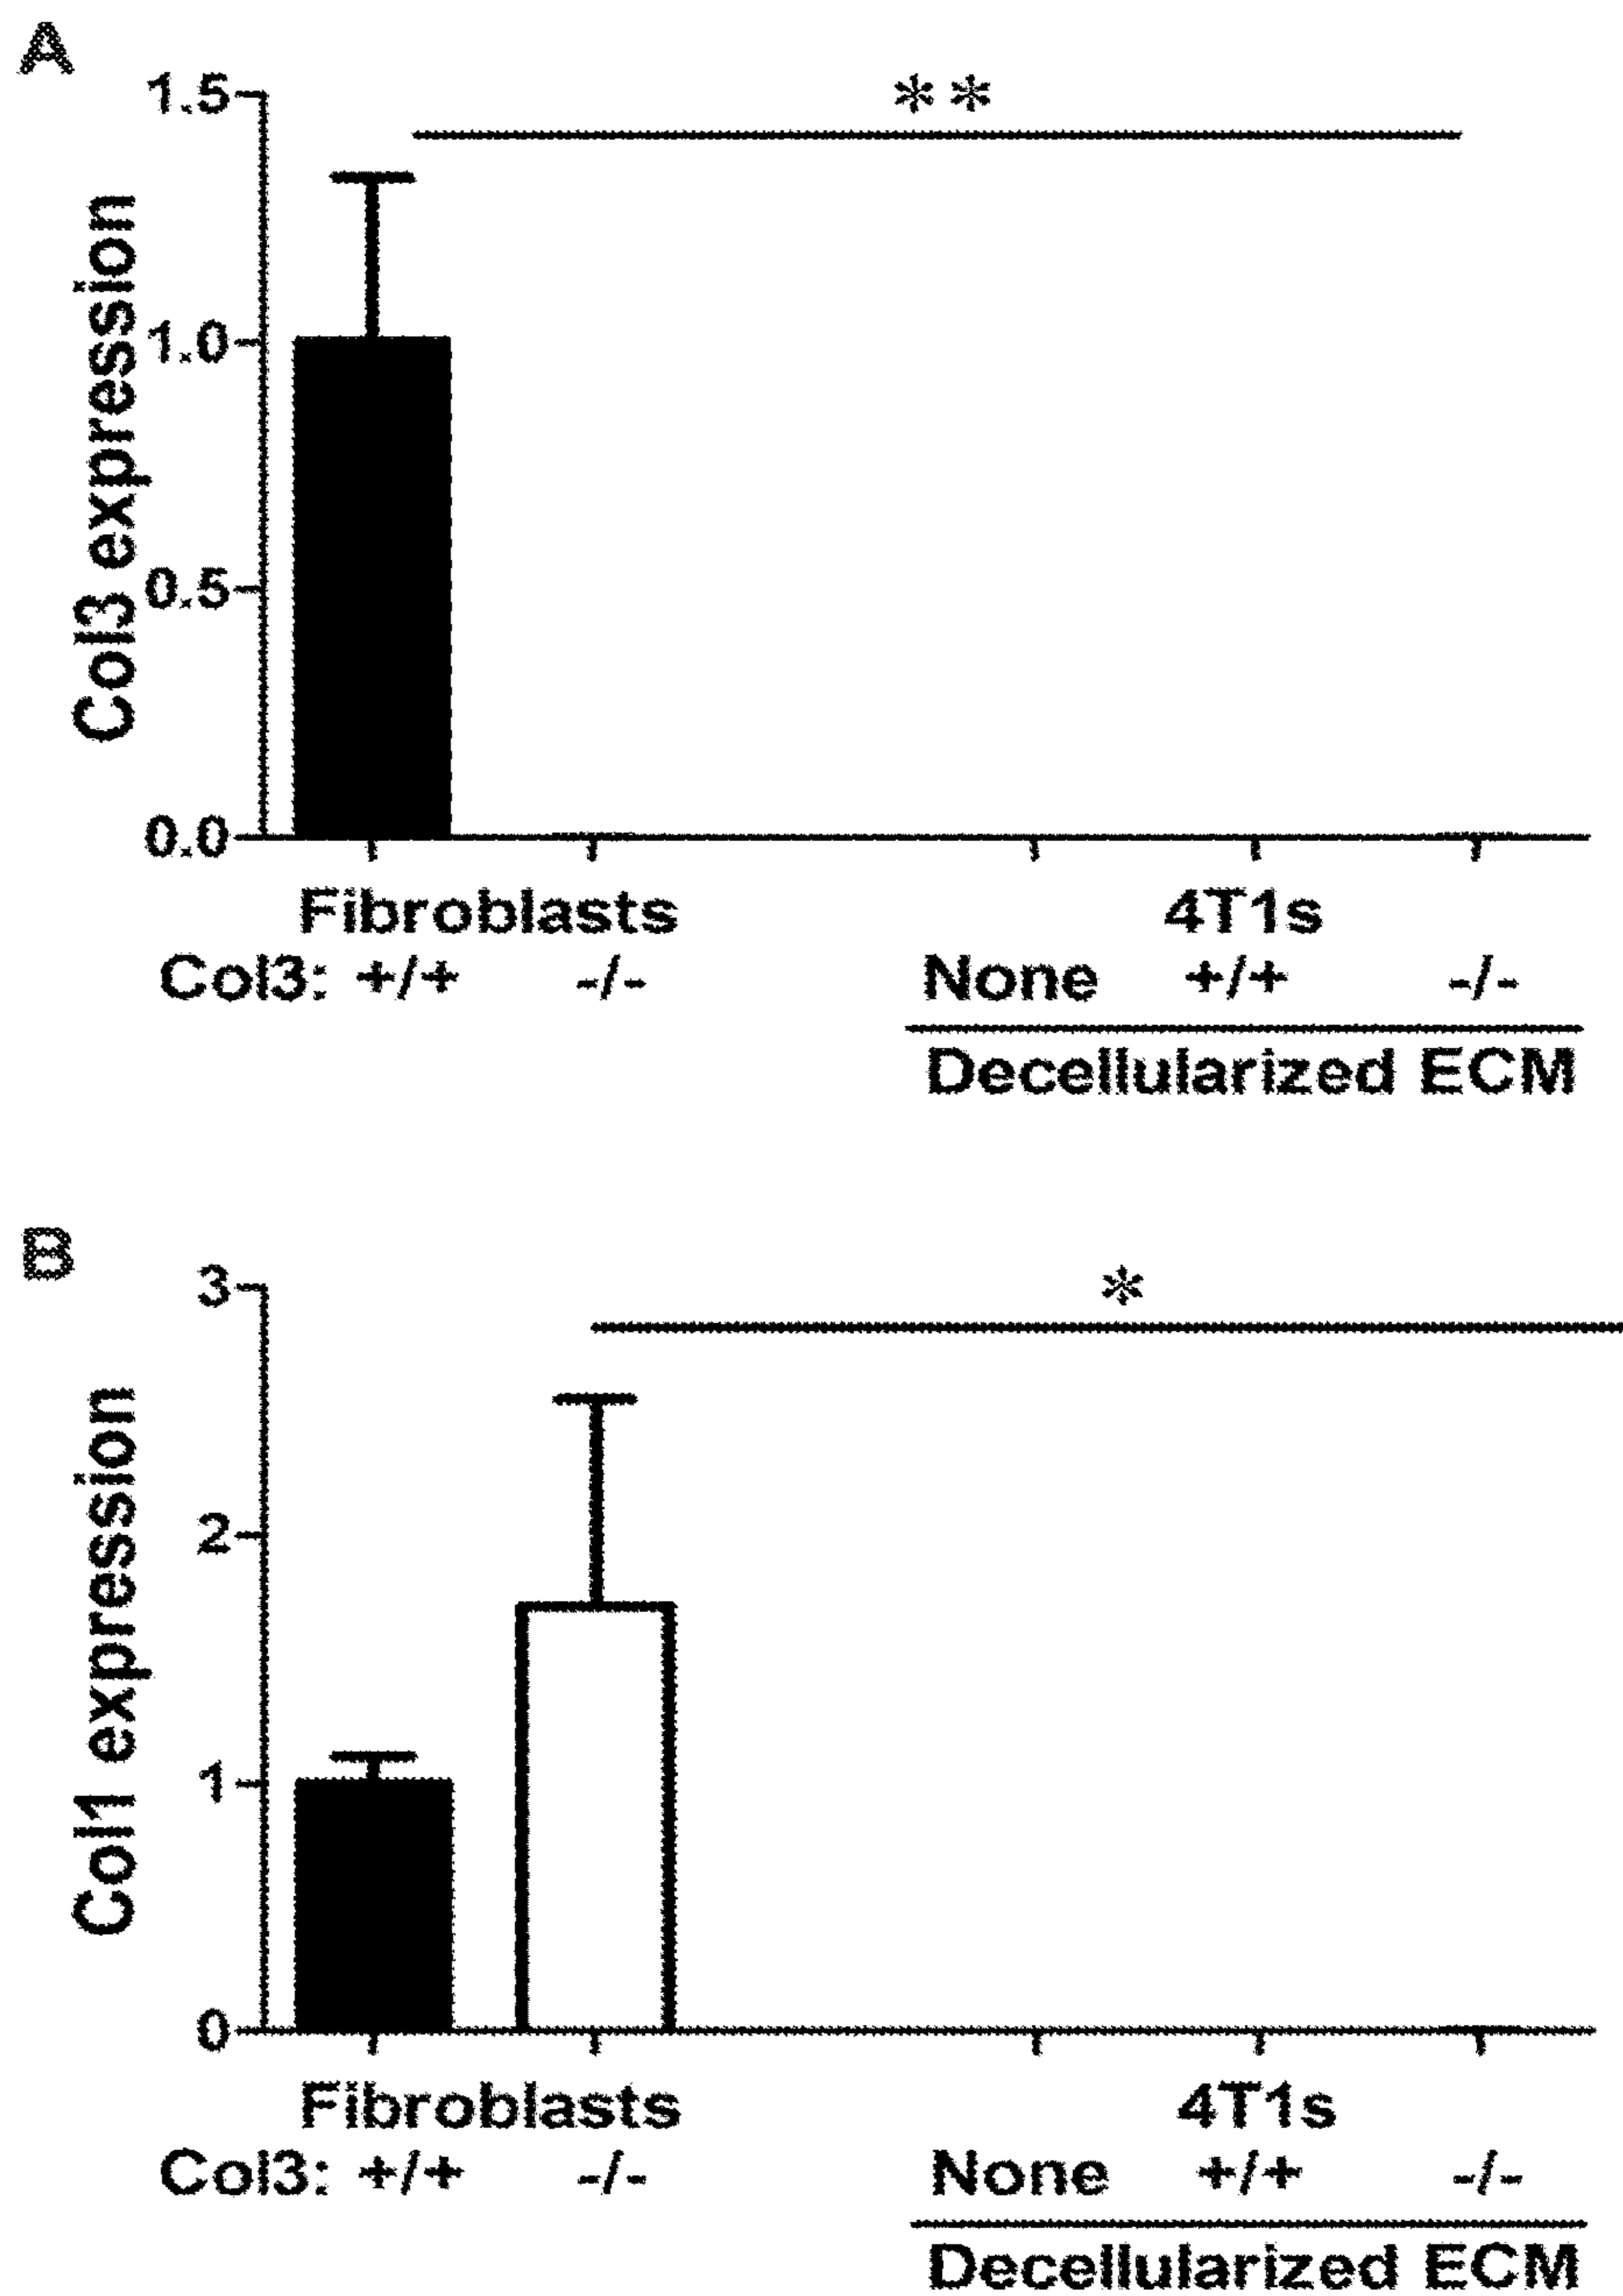 A
**
1.5
1.0
0.5
0.0
Col3 expression
Fibroblasts 4T1s
Col3: +/+ -/- None +/+ -/-
Decellularized ECM
B
*
3
2
1
0
Col1 expression
Fibroblasts 4T1s
Col3: +/+ -/- None +/+ -/-
Decellularized ECM